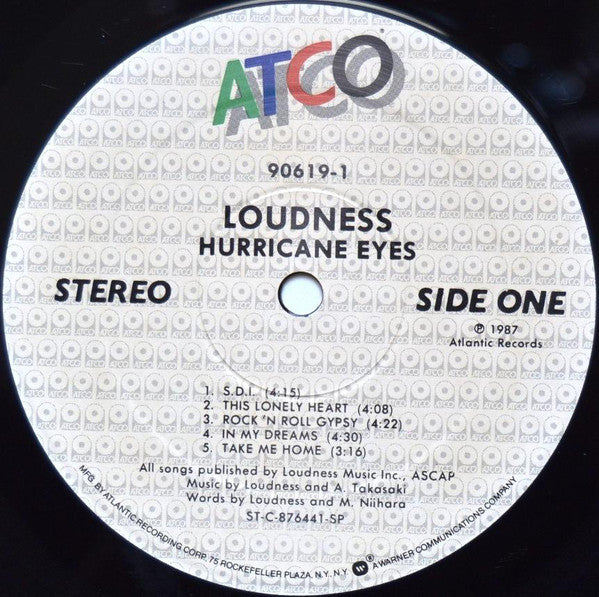 ATCO
90619-1
LOUDNESS
HURRICANE EYES
STEREO
SIDE ONE
℗ 1987
Atlantic Records
1. S.D.I. (4:15)
2. THIS LONELY HEART (4:08)
3. ROCK 'N ROLL GYPSY (4:22)
4. IN MY DREAMS (4:30)
5. TAKE ME HOME (3:16)
All songs published by Loudness Music Inc., ASCAP
Music by Loudness and A. Takasaki
Words by Loudness and M. Niihara
ST-C-876441-SP
MFG. BY ATLANTIC RECORDING CORP. 75 ROCKEFELLER PLAZA, N.Y. N.Y. ® A WARNER COMMUNICATIONS COMPANY